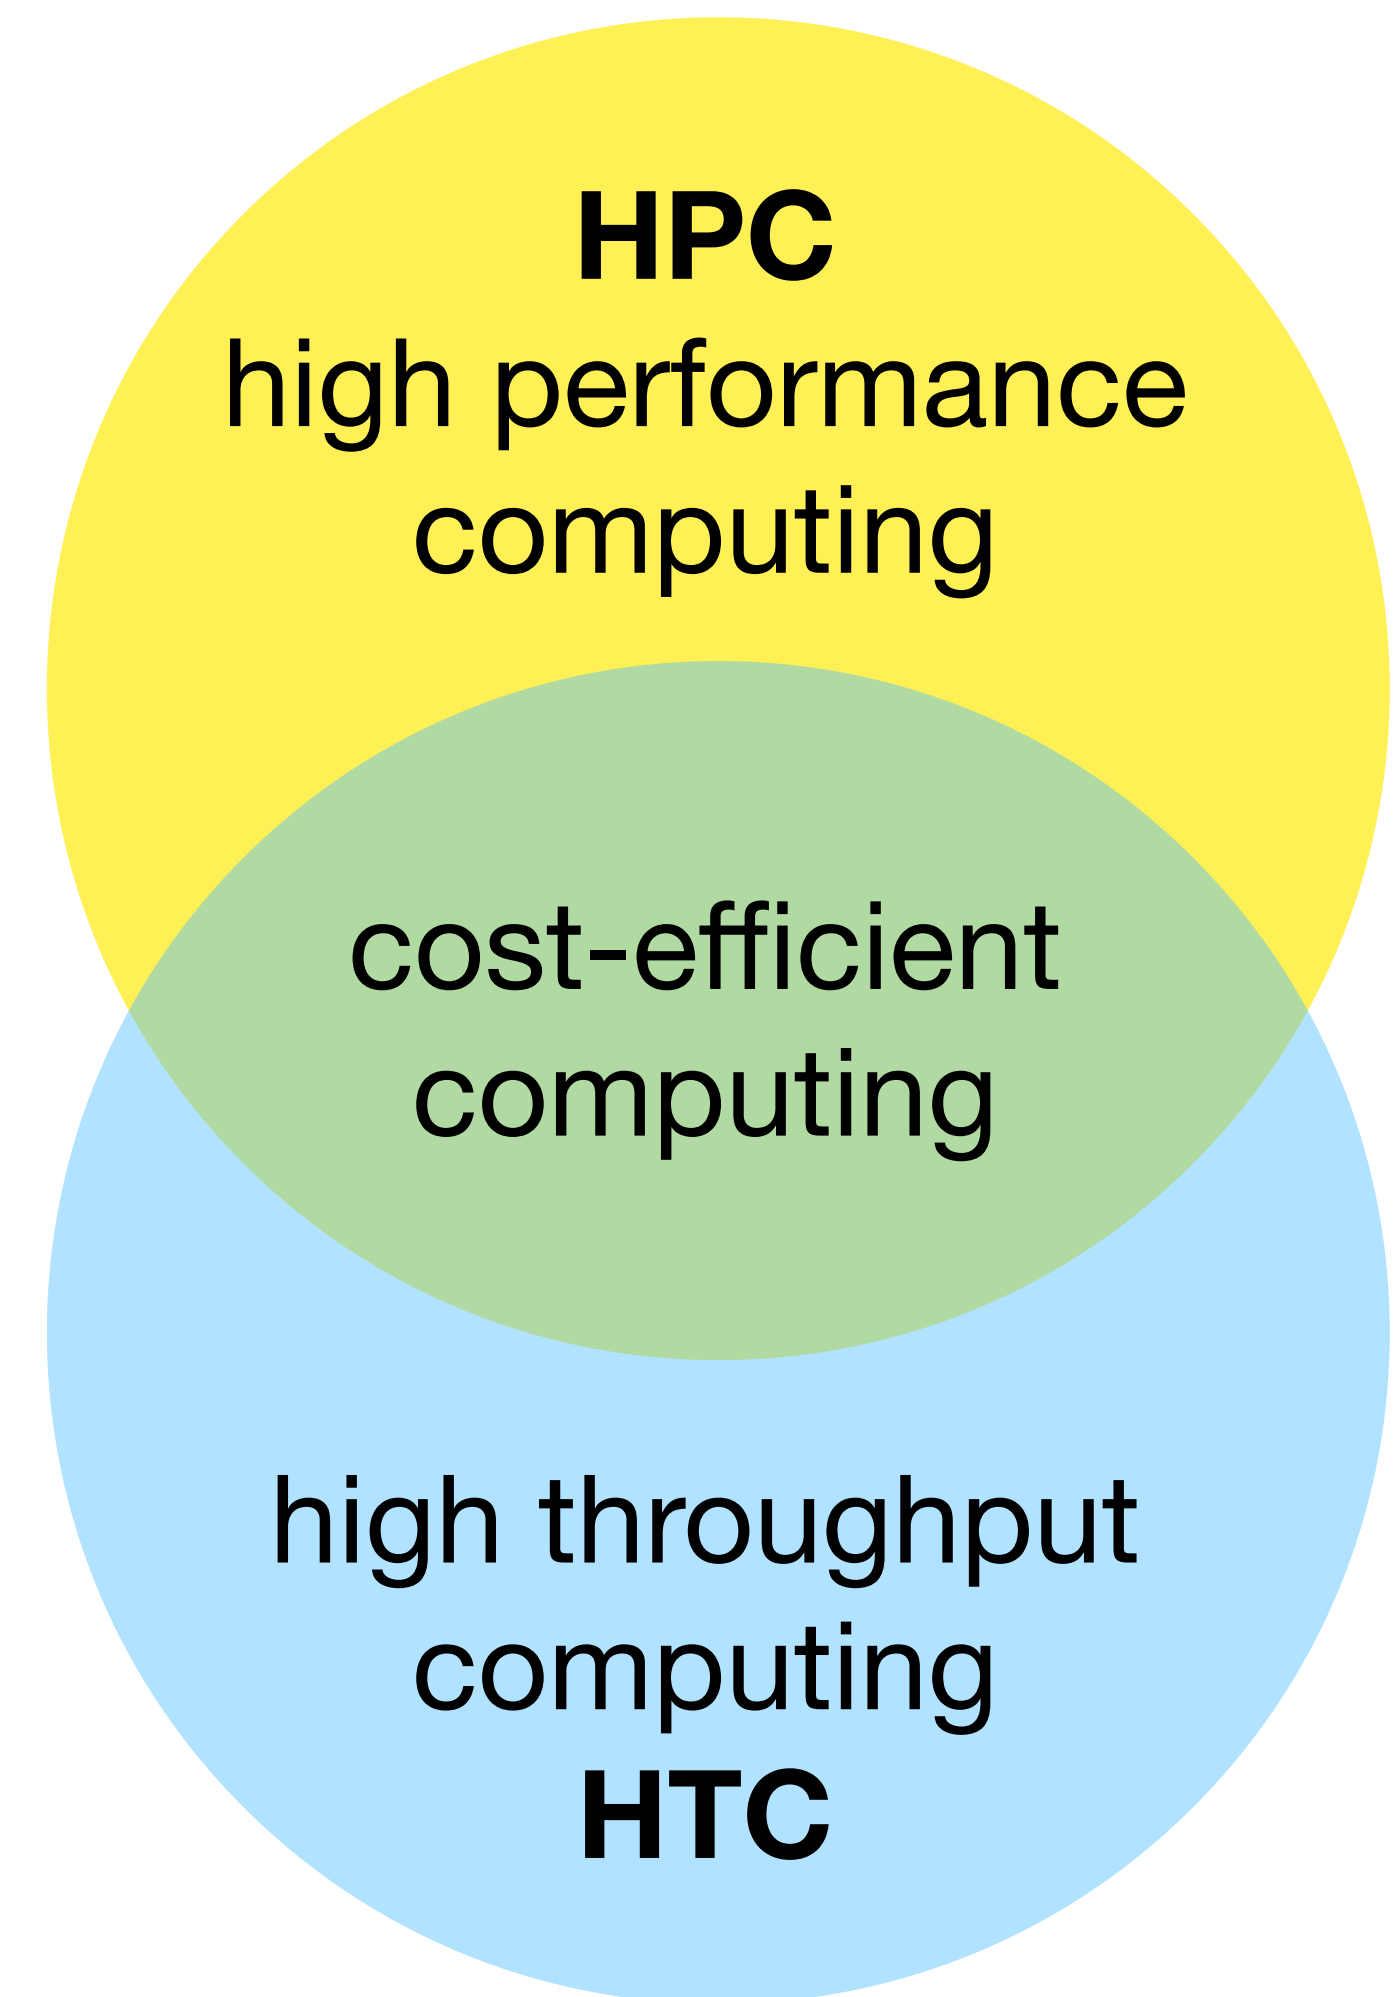 HPC
high performance
computing
cost-efficient
computing
high throughput
computing
HTC